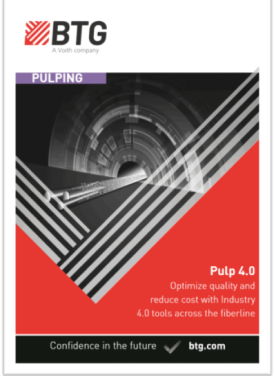 BTG
A Voith company
PULPING
Pulp 4.0
Optimize quality and
reduce cost with Industry
4.0 tools across the fiberline
Confidence in the future btg.com